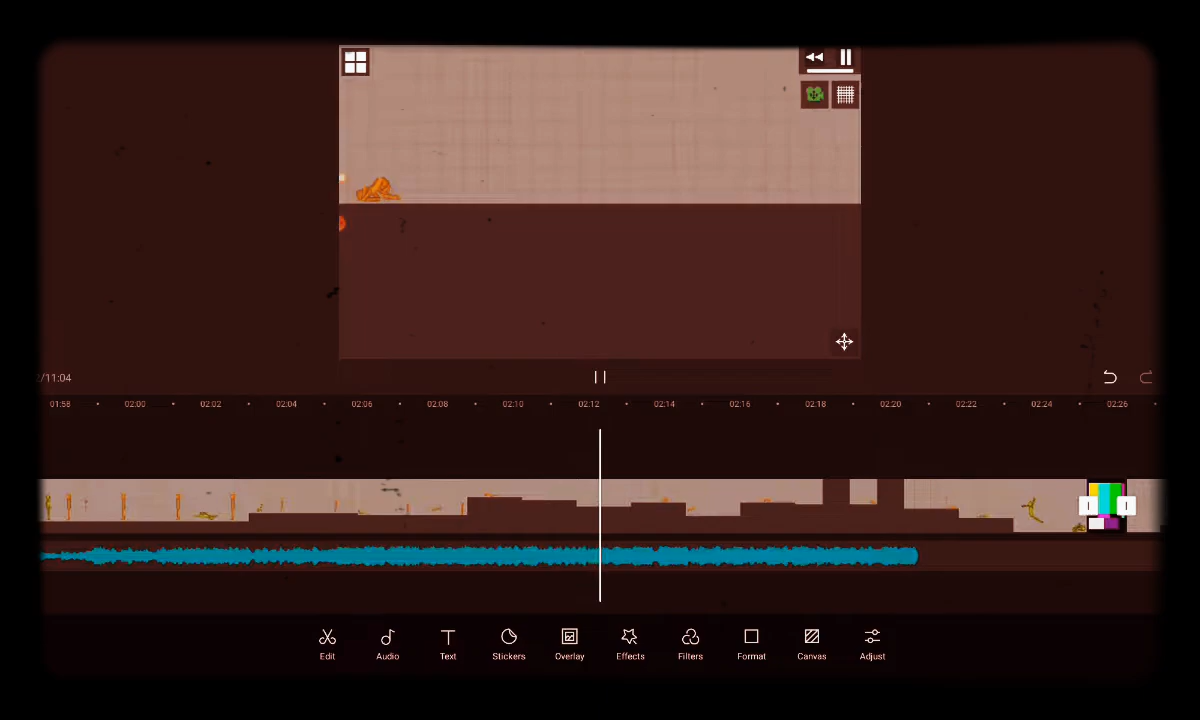 /11:04
01:58 02:00 02:02 02:04 02:06 02:08 02:10 02:12 02:14 02:16 02:18 02:20 02:22 02:24 02:26
Edit Audio Text Stickers Overlay Effects Filters Format Canvas Adjust